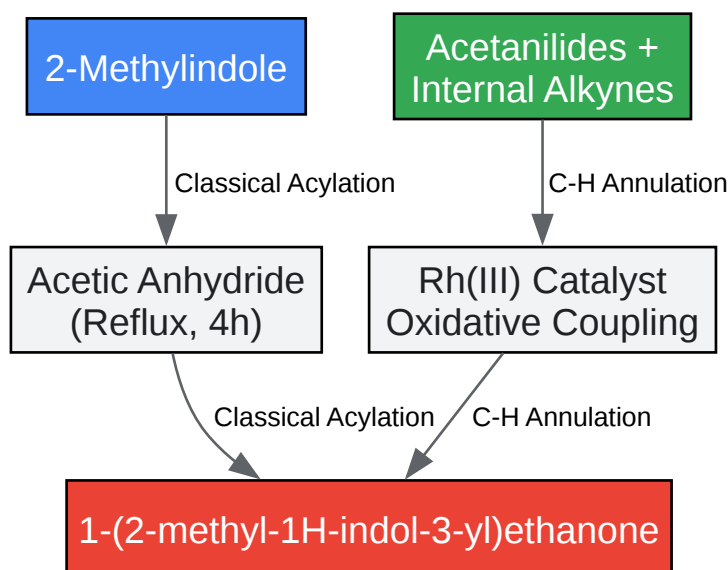 2-Methylindole
Acetanilides +
Internal Alkynes
Classical Acylation
C-H Annulation
Acetic Anhydride
(Reflux, 4h)
Rh(III) Catalyst
Oxidative Coupling
Classical Acylation
C-H Annulation
1-(2-methyl-1H-indol-3-yl)ethanone